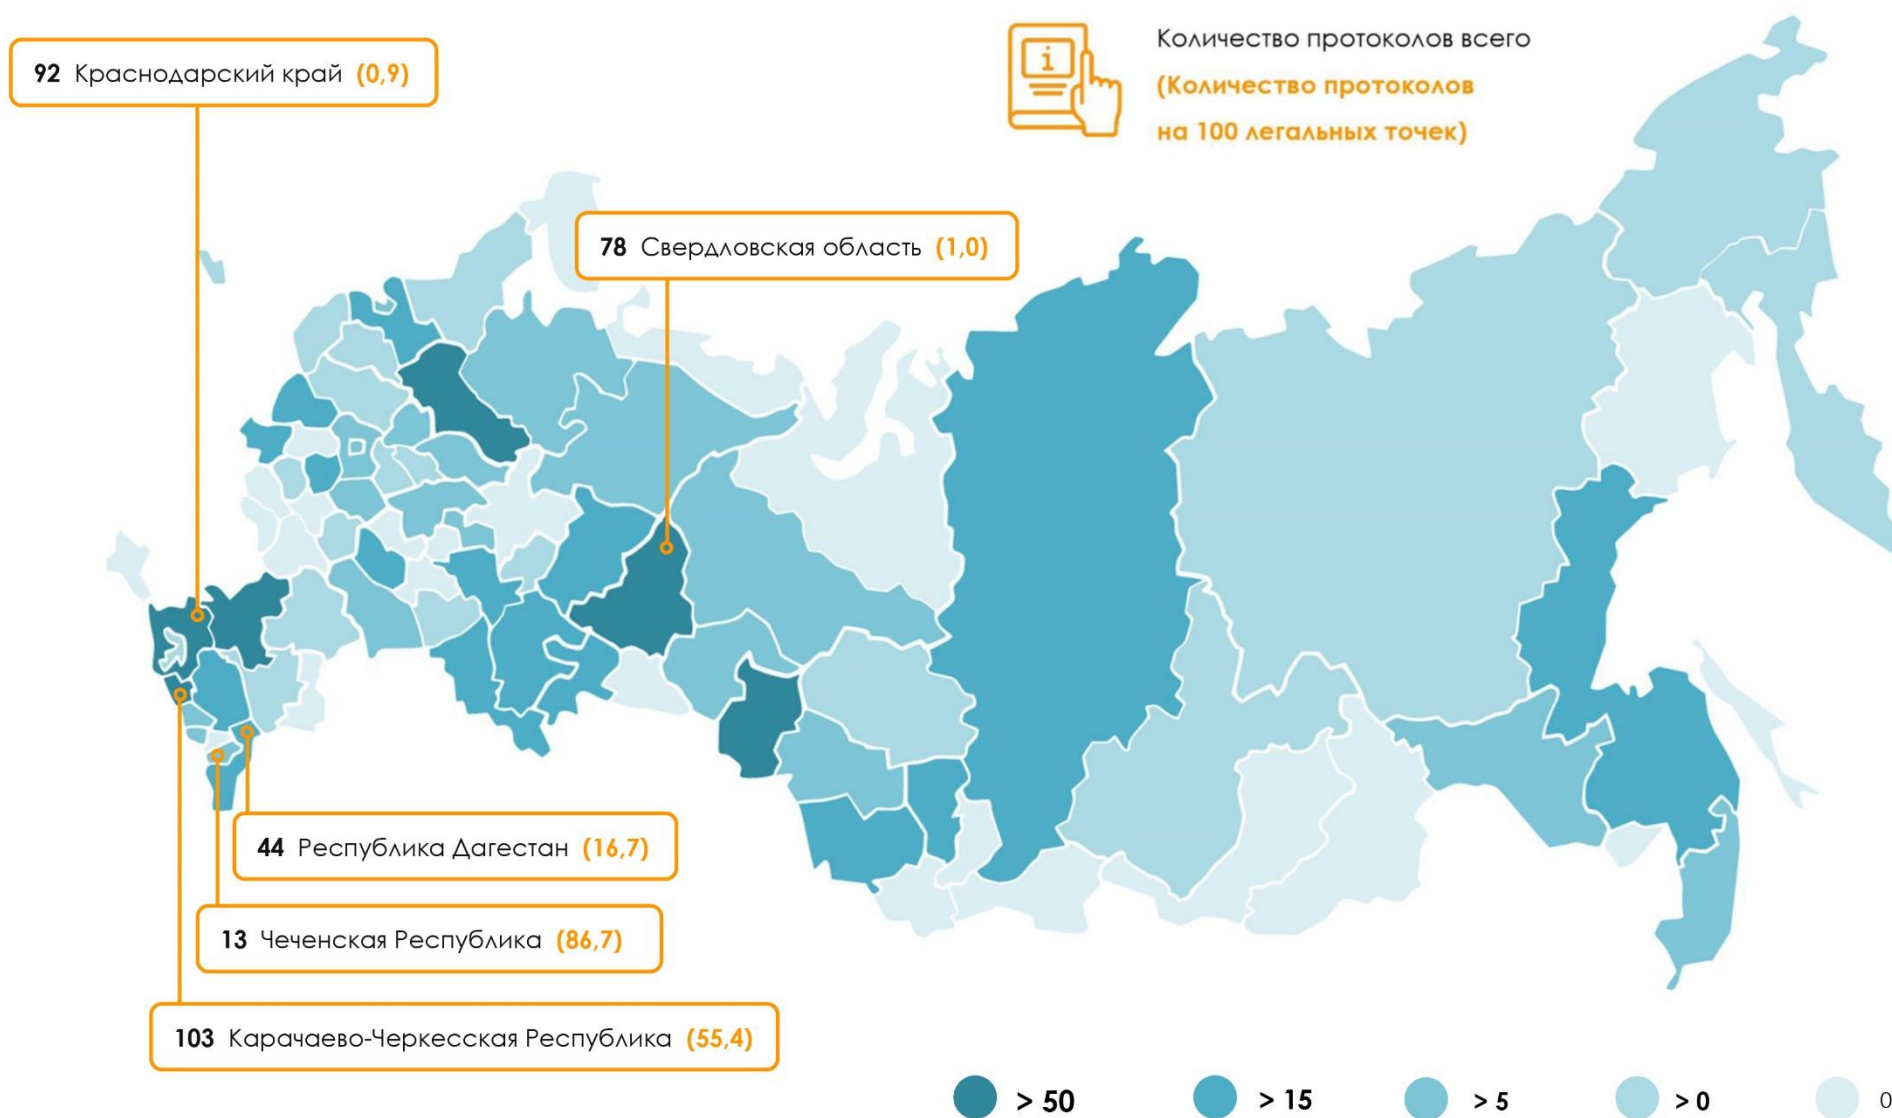 Количество протоколов всего
(Количество протоколов
на 100 легальных точек)
92 Краснодарский край (0,9)
78 Свердловская область (1,0)
44 Республика Дагестан (16,7)
13 Чеченская Республика (86,7)
103 Карачаево-Черкесская Республика (55,4)
> 50 > 15 > 5 > 0 0